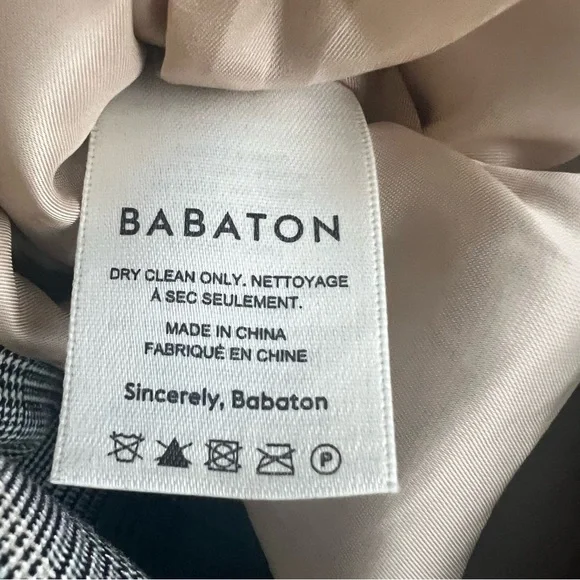 BABATON
DRY CLEAN ONLY. NETTOYAGE
À SEC SEULEMENT.
MADE IN CHINA
FABRIQUÉ EN CHINE
Sincerely, Babaton
P